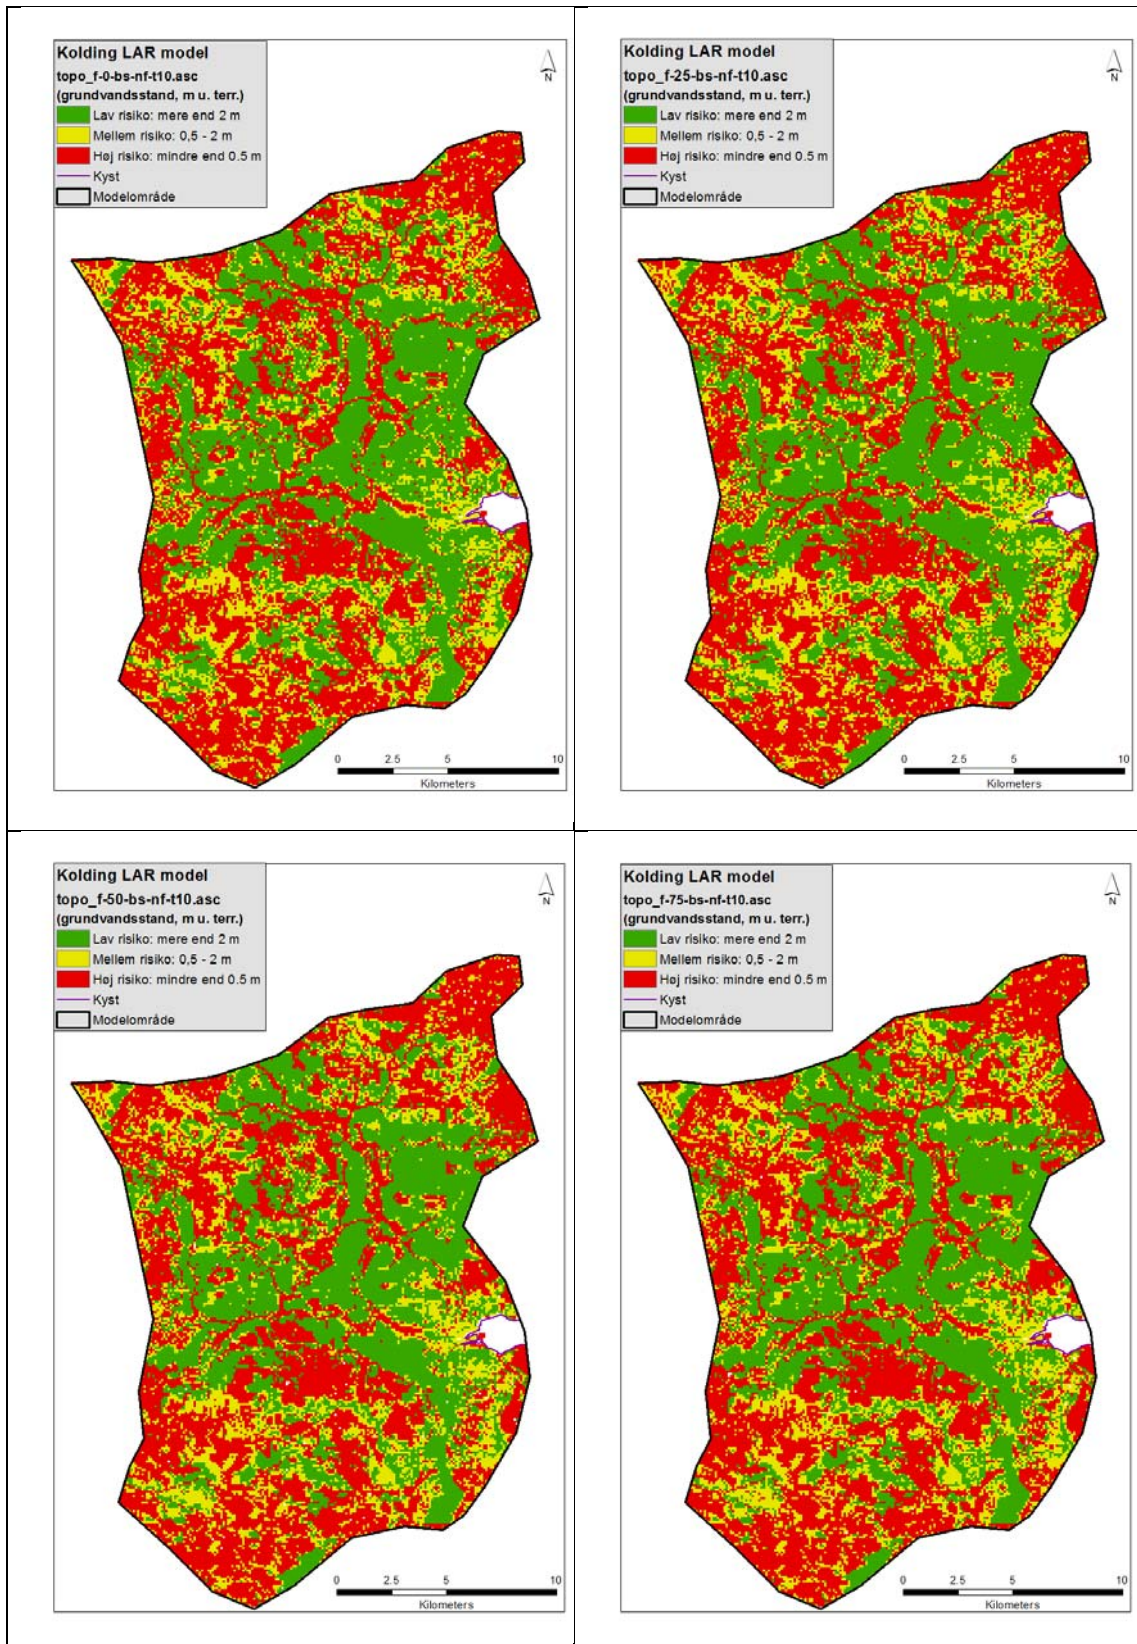 Kolding LAR model
topo_f-0-bs-nf-t10.asc
(grundvandsstand, m u. terr.)
Lav risiko: mere end 2 m
Mellem risiko: 0,5 - 2 m
Høj risiko: mindre end 0.5 m
Kyst
Modelområde
N
0 2.5 5 10
Kilometers
Kolding LAR model
topo_f-25-bs-nf-t10.asc
(grundvandsstand, m u. terr.)
Lav risiko: mere end 2 m
Mellem risiko: 0,5 - 2 m
Høj risiko: mindre end 0.5 m
Kyst
Modelområde
N
0 2.5 5 10
Kilometers
Kolding LAR model
topo_f-50-bs-nf-t10.asc
(grundvandsstand, m u. terr.)
Lav risiko: mere end 2 m
Mellem risiko: 0,5 - 2 m
Høj risiko: mindre end 0.5 m
Kyst
Modelområde
N
0 2.5 5 10
Kilometers
Kolding LAR model
topo_f-75-bs-nf-t10.asc
(grundvandsstand, m u. terr.)
Lav risiko: mere end 2 m
Mellem risiko: 0,5 - 2 m
Høj risiko: mindre end 0.5 m
Kyst
Modelområde
N
0 2.5 5 10
Kilometers